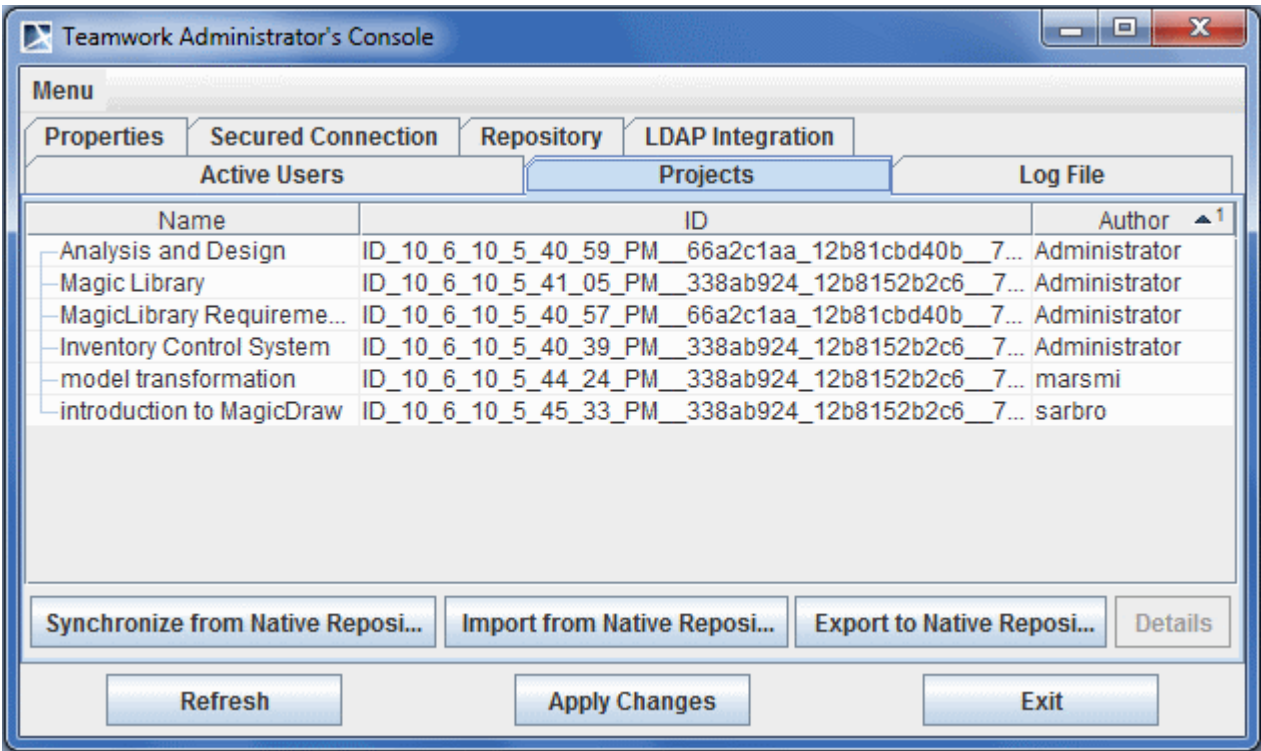 Teamwork Administrator's Console
Menu
Properties Secured Connection Repository LDAP Integration
Active Users Projects Log File
Name ID Author 1
Analysis and Design ID_10_6_10_5_40_59_PM__66a2c1aa_12b81cbd40b__7... Administrator
Magic Library ID_10_6_10_5_41_05_PM__338ab924_12b8152b2c6__7... Administrator
MagicLibrary Requireme... ID_10_6_10_5_40_57_PM__66a2c1aa_12b81cbd40b__7... Administrator
Inventory Control System ID_10_6_10_5_40_39_PM__338ab924_12b8152b2c6__7... Administrator
model transformation ID_10_6_10_5_44_24_PM__338ab924_12b8152b2c6__7... marsmi
introduction to MagicDraw ID_10_6_10_5_45_33_PM__338ab924_12b8152b2c6__7... sarbro
Synchronize from Native Reposi... Import from Native Reposi... Export to Native Reposi... Details
Refresh Apply Changes Exit